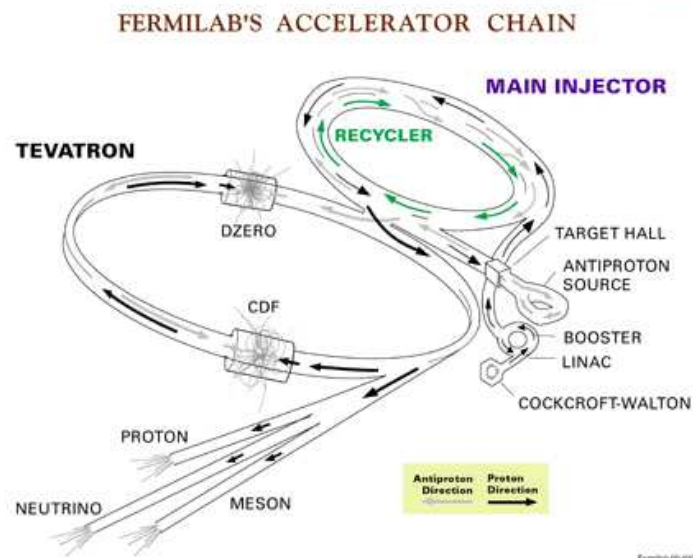 FERMILAB'S ACCELERATOR CHAIN
MAIN INJECTOR
RECYCLER
TEVATRON
DZERO
TARGET HALL
ANTIPROTON
SOURCE
CDF
BOOSTER
LINAC
COCKCROFT-WALTON
PROTON
NEUTRINO
MESON
Antiproton Proton
Direction Direction